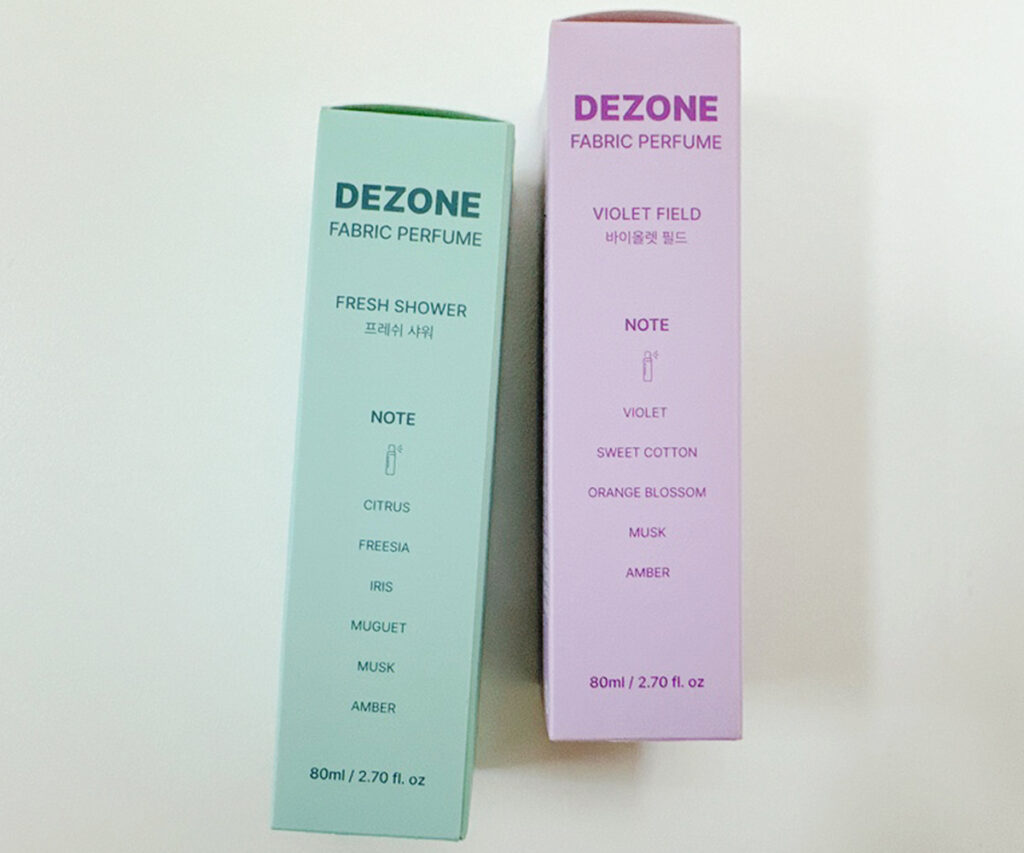 DEZONE
FABRIC PERFUME
FRESH SHOWER
프레쉬 샤워
NOTE
CITRUS
FREESIA
IRIS
MUGUET
MUSK
AMBER
80ml / 2.70 fl. oz
DEZONE
FABRIC PERFUME
VIOLET FIELD
바이올렛 필드
NOTE
VIOLET
SWEET COTTON
ORANGE BLOSSOM
MUSK
AMBER
80ml / 2.70 fl. oz